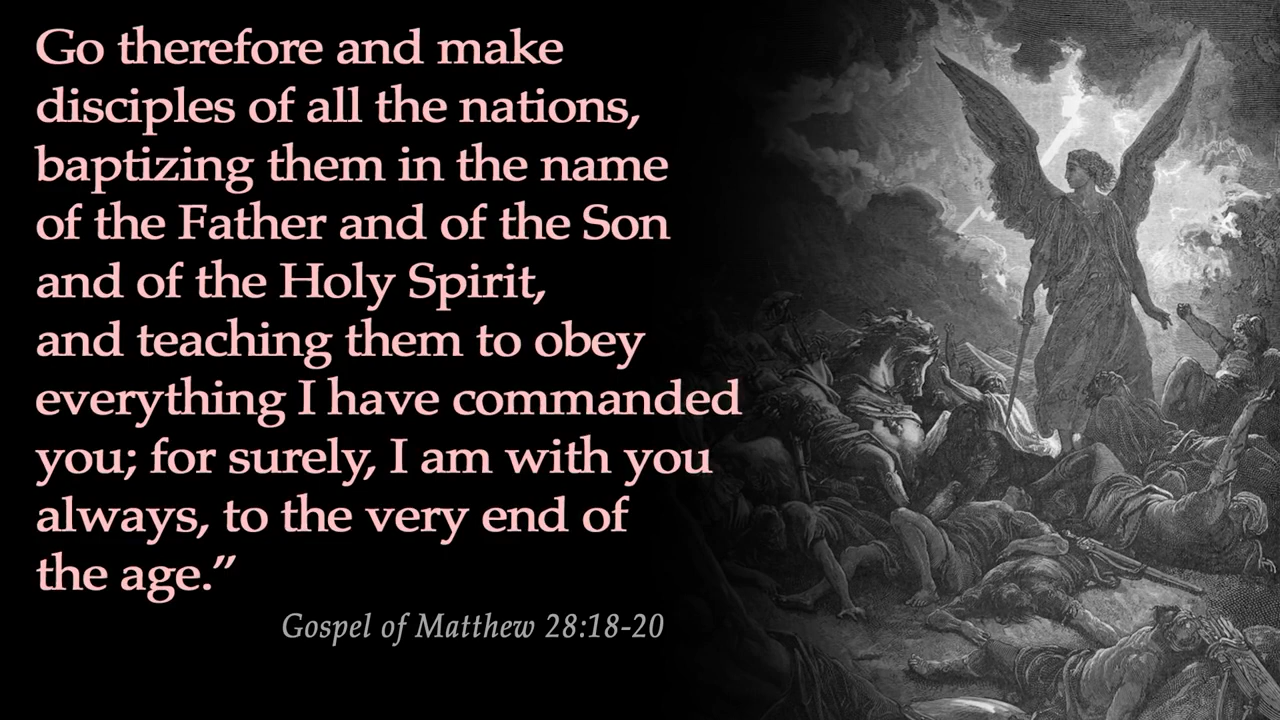 Go therefore and make
disciples of all the nations,
baptizing them in the name
of the Father and of the Son
and of the Holy Spirit,
and teaching them to obey
everything I have commanded
you; for surely, I am with you
always, to the very end of
the age.”
Gospel of Matthew 28:18-20